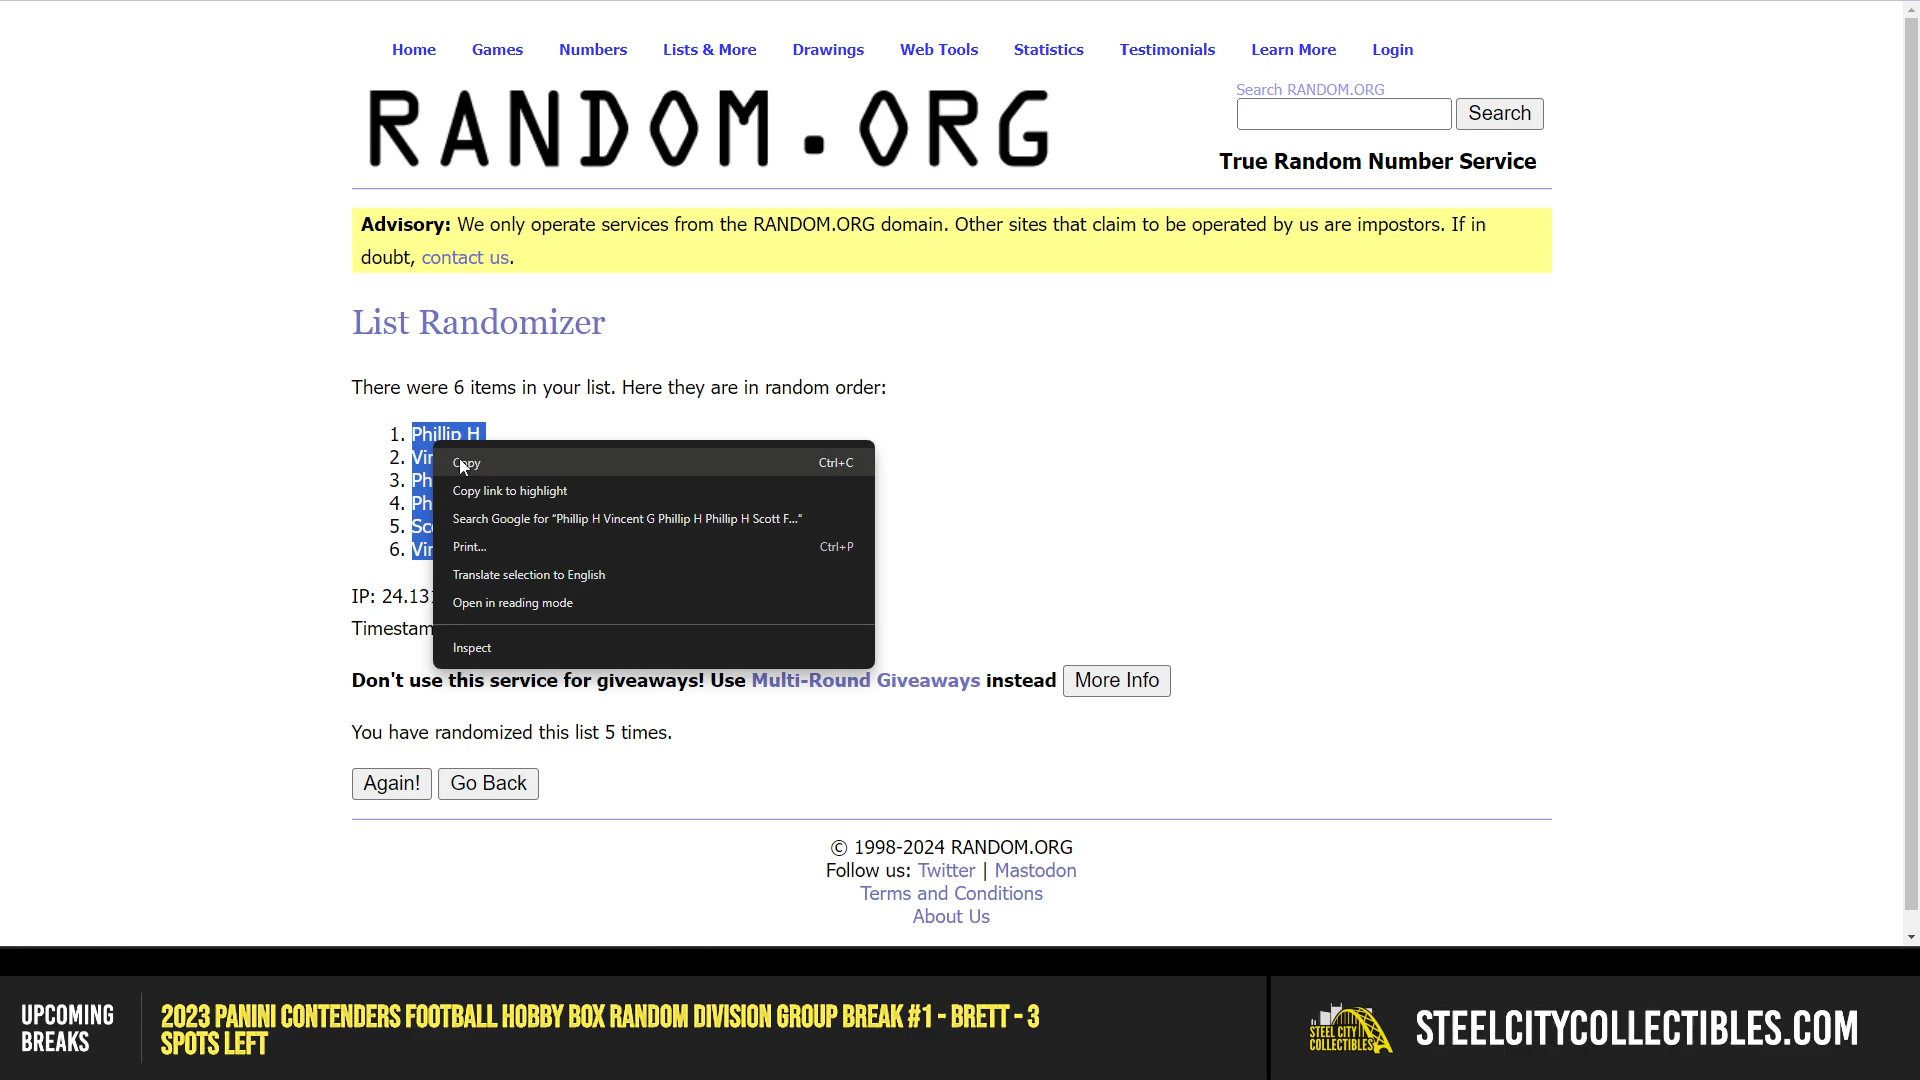 Home Games Numbers Lists & More Drawings Web Tools Statistics Testimonials Learn More Login
RANDOM.ORG
Search RANDOM.ORG
Search
True Random Number Service
Advisory: We only operate services from the RANDOM.ORG domain. Other sites that claim to be operated by us are impostors. If in
doubt, contact us.
List Randomizer
There were 6 items in your list. Here they are in random order:
1. Phillip H
2. Vin
3. Ph
4. Ph
5. Sco
6. Vin
Copy Ctrl+C
Copy link to highlight
Search Google for "Phillip H Vincent G Phillip H Phillip H Scott F..."
Print... Ctrl+P
Translate selection to English
Open in reading mode
Inspect
IP: 24.131
Timestam
Don't use this service for giveaways! Use Multi-Round Giveaways instead More Info
You have randomized this list 5 times.
Again! Go Back
© 1998-2024 RANDOM.ORG
Follow us: Twitter | Mastodon
Terms and Conditions
About Us
UPCOMING
BREAKS
2023 PANINI CONTENDERS FOOTBALL HOBBY BOX RANDOM DIVISION GROUP BREAK #1 - BRETT - 3
SPOTS LEFT
STEEL CITY
COLLECTIBLES
STEELCITYCOLLECTIBLES.COM